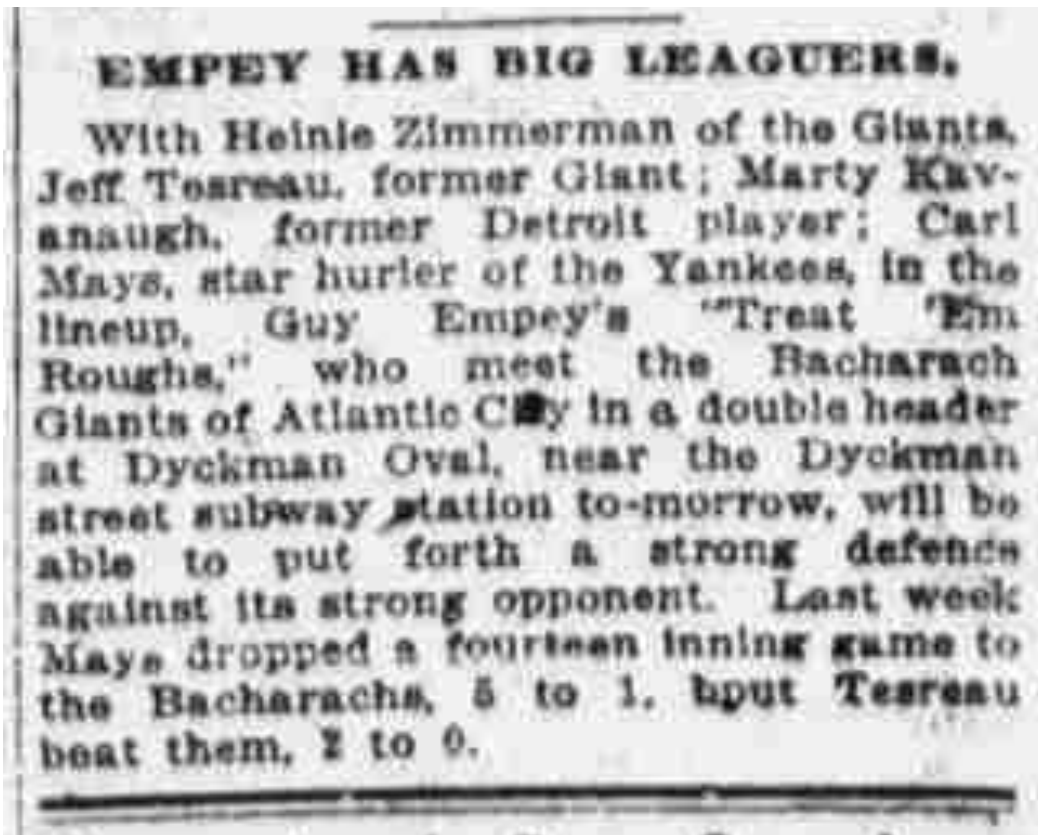 EMPEY HAS BIG LEAGUERS.
With Heinie Zimmerman of the Giants,
Jeff Tesreau, former Giant; Marty Kav-
anaugh, former Detroit player; Carl
Mays, star hurler of the Yankees, in the
lineup, Guy Empey's "Treat 'Em
Roughs," who meet the Bacharach
Giants of Atlantic City in a double header
at Dyckman Oval, near the Dyckman
street subway station to-morrow, will be
able to put forth a strong defence
against its strong opponent. Last week
Mays dropped a fourteen inning game to
the Bacharachs, 5 to 1, bput Tesreau
beat them, 2 to 0.